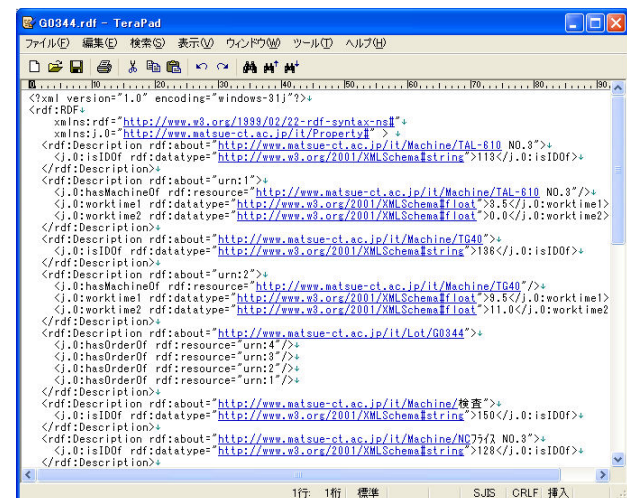 G0344.rdf - TeraPad
ファイル(F) 編集(E) 検索(S) 表示(V) ウィンドウ(W) ツール(T) ヘルプ(H)
0 10 20 30 40 50 60 70 80 90
<?xml version="1.0" encoding="windows-31j"?>↓
<rdf:RDF↓
xmlns:rdf="http://www.w3.org/1999/02/22-rdf-syntax-ns#"↓
xmlns:j.0="http://www.matsue-ct.ac.jp/it/Property#" > ↓
<rdf:Description rdf:about="http://www.matsue-ct.ac.jp/it/Machine/TAL-610 NO.3">↓
<j.0:isIDOf rdf:datatype="http://www.w3.org/2001/XMLSchema#string">113</j.0:isIDOf>↓
</rdf:Description>↓
<rdf:Description rdf:about="urn:1">↓
<j.0:hasMachineOf rdf:resource="http://www.matsue-ct.ac.jp/it/Machine/TAL-610 NO.3"/>↓
<j.0:worktime1 rdf:datatype="http://www.w3.org/2001/XMLSchema#float">3.5</j.0:worktime1>
<j.0:worktime2 rdf:datatype="http://www.w3.org/2001/XMLSchema#float">0.0</j.0:worktime2>
</rdf:Description>↓
<rdf:Description rdf:about="http://www.matsue-ct.ac.jp/it/Machine/TG40">↓
<j.0:isIDOf rdf:datatype="http://www.w3.org/2001/XMLSchema#string">136</j.0:isIDOf>↓
</rdf:Description>↓
<rdf:Description rdf:about="urn:2">↓
<j.0:hasMachineOf rdf:resource="http://www.matsue-ct.ac.jp/it/Machine/TG40"/>↓
<j.0:worktime1 rdf:datatype="http://www.w3.org/2001/XMLSchema#float">9.5</j.0:worktime1>
<j.0:worktime2 rdf:datatype="http://www.w3.org/2001/XMLSchema#float">11.0</j.0:worktime2
</rdf:Description>↓
<rdf:Description rdf:about="http://www.matsue-ct.ac.jp/it/Lot/G0344">↓
<j.0:hasOrderOf rdf:resource="urn:4"/>↓
<j.0:hasOrderOf rdf:resource="urn:3"/>↓
<j.0:hasOrderOf rdf:resource="urn:2"/>↓
<j.0:hasOrderOf rdf:resource="urn:1"/>↓
</rdf:Description>↓
<rdf:Description rdf:about="http://www.matsue-ct.ac.jp/it/Machine/検査">↓
<j.0:isIDOf rdf:datatype="http://www.w3.org/2001/XMLSchema#string">150</j.0:isIDOf>↓
</rdf:Description>↓
<rdf:Description rdf:about="http://www.matsue-ct.ac.jp/it/Machine/NCフライス NO.3">↓
<j.0:isIDOf rdf:datatype="http://www.w3.org/2001/XMLSchema#string">128</j.0:isIDOf>↓
</rdf:Description>↓
1行: 1桁 標準 SJIS CRLF 挿入